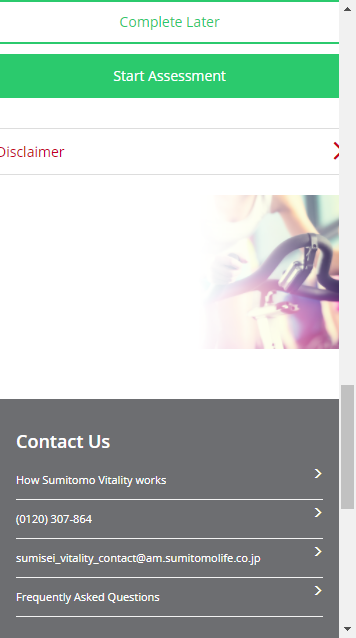 Complete Later
Start Assessment
Disclaimer
Contact Us
How Sumitomo Vitality works
(0120) 307-864
sumisei_vitality_contact@am.sumitomolife.co.jp
Frequently Asked Questions